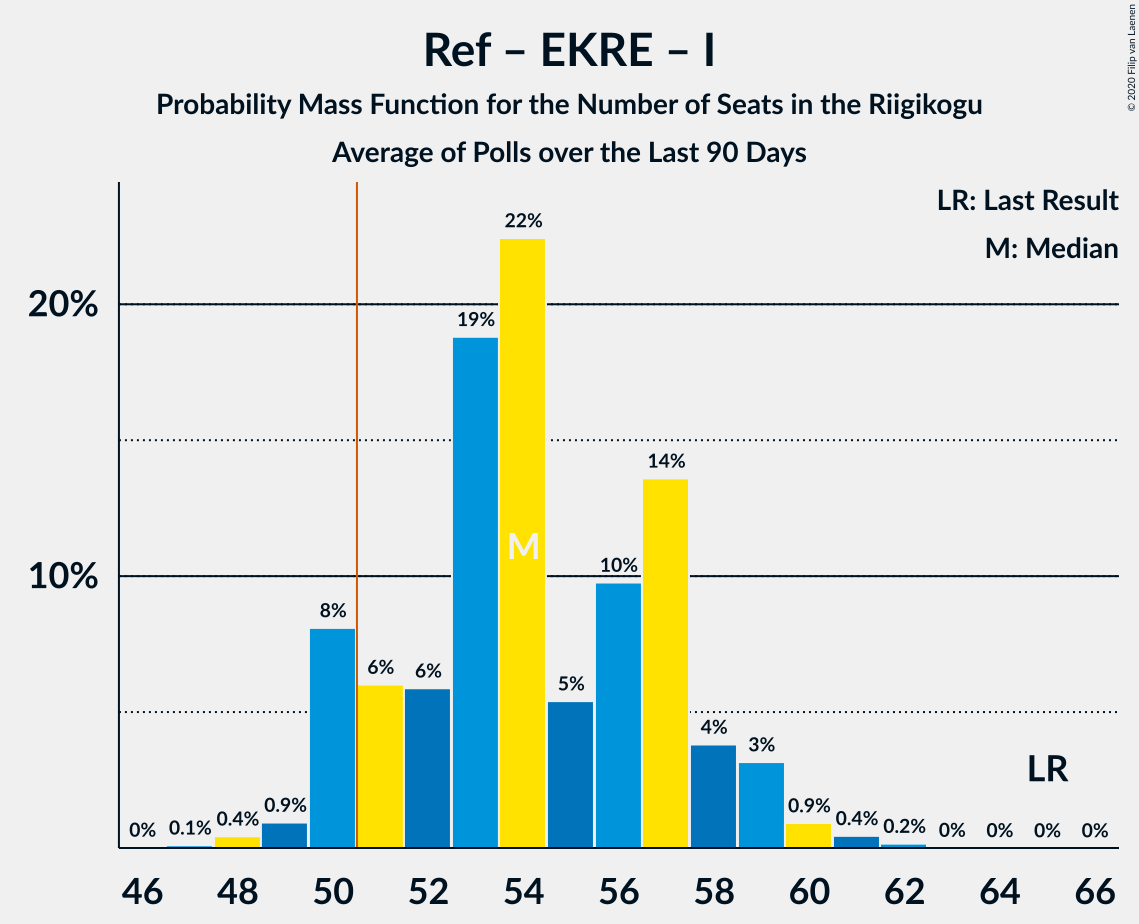 Ref – EKRE – I
Probability Mass Function for the Number of Seats in the Riigikogu
Average of Polls over the Last 90 Days
© 2020 Filip van Laenen
LR: Last Result
M: Median
20%
10%
0%
0.1%
0.4%
0.9%
8%
6%
6%
19%
22%
5%
10%
14%
4%
3%
0.9%
0.4%
0.2%
0%
0%
0%
0%
M
LR
46 48 50 52 54 56 58 60 62 64 66